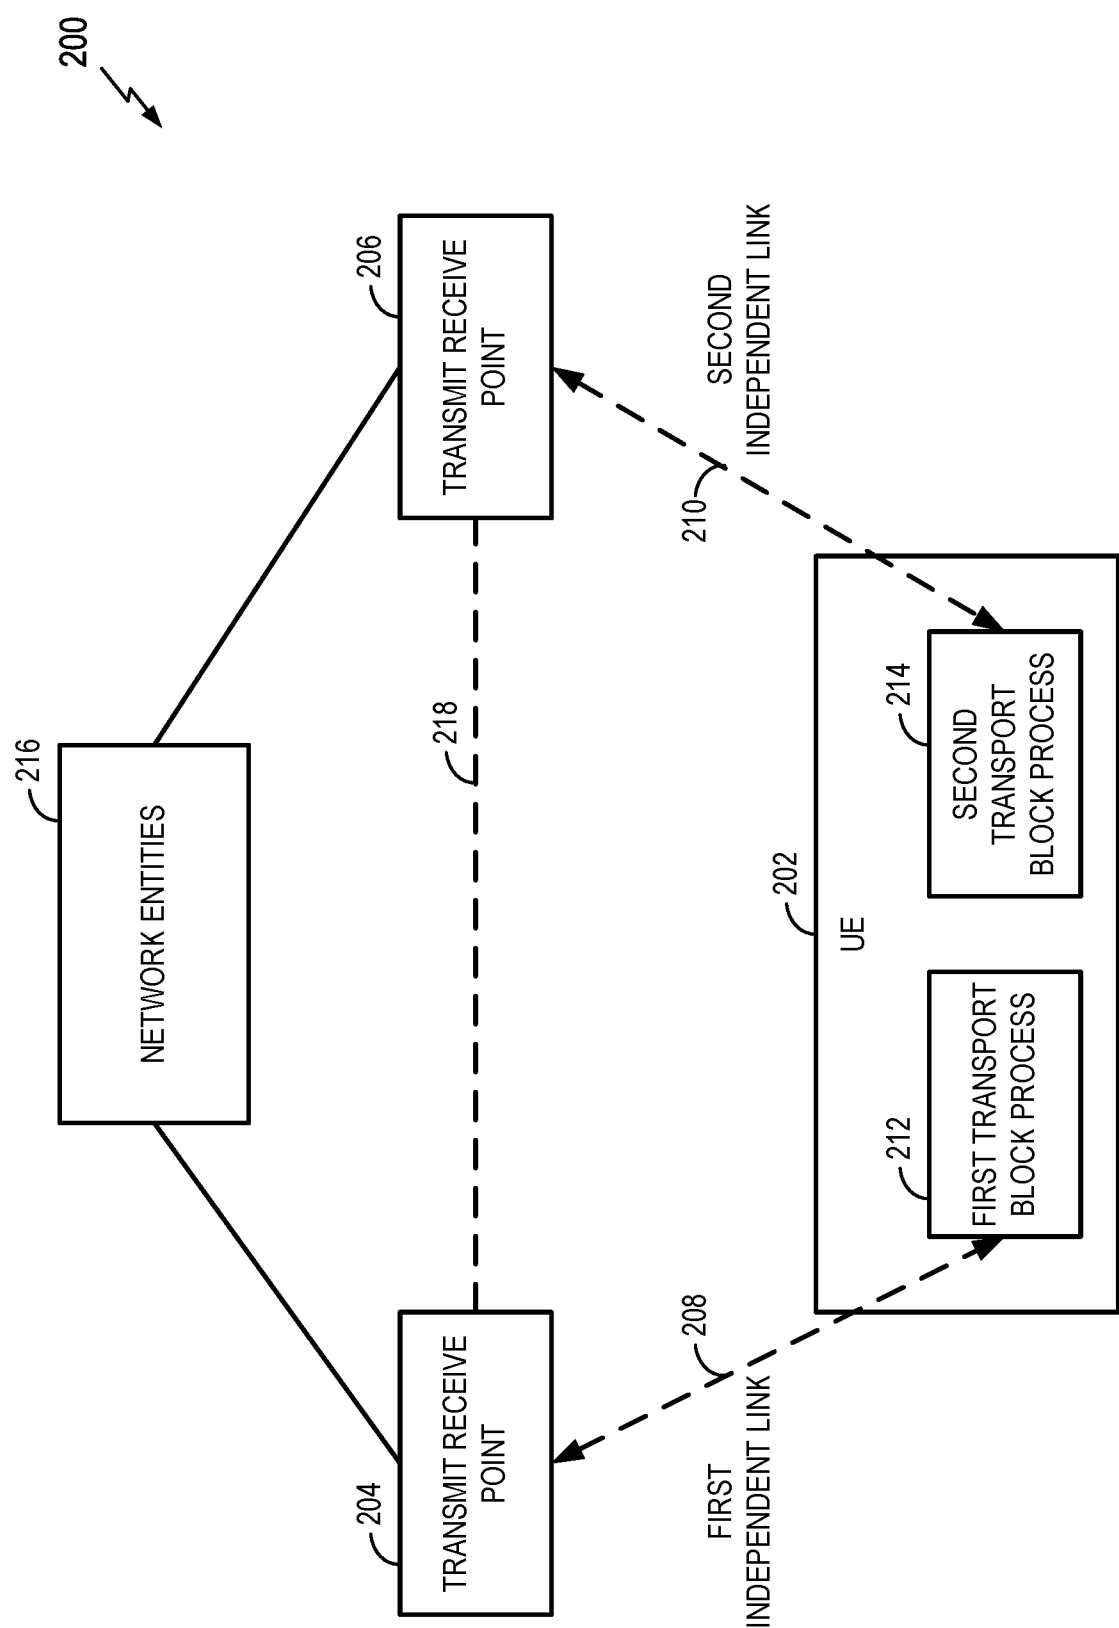 200
216
NETWORK ENTITIES
204
TRANSMIT RECEIVE
POINT
206
TRANSMIT RECEIVE
POINT
218
FIRST
INDEPENDENT LINK
208
210
SECOND
INDEPENDENT LINK
202
UE
212
FIRST TRANSPORT
BLOCK PROCESS
214
SECOND
TRANSPORT
BLOCK PROCESS